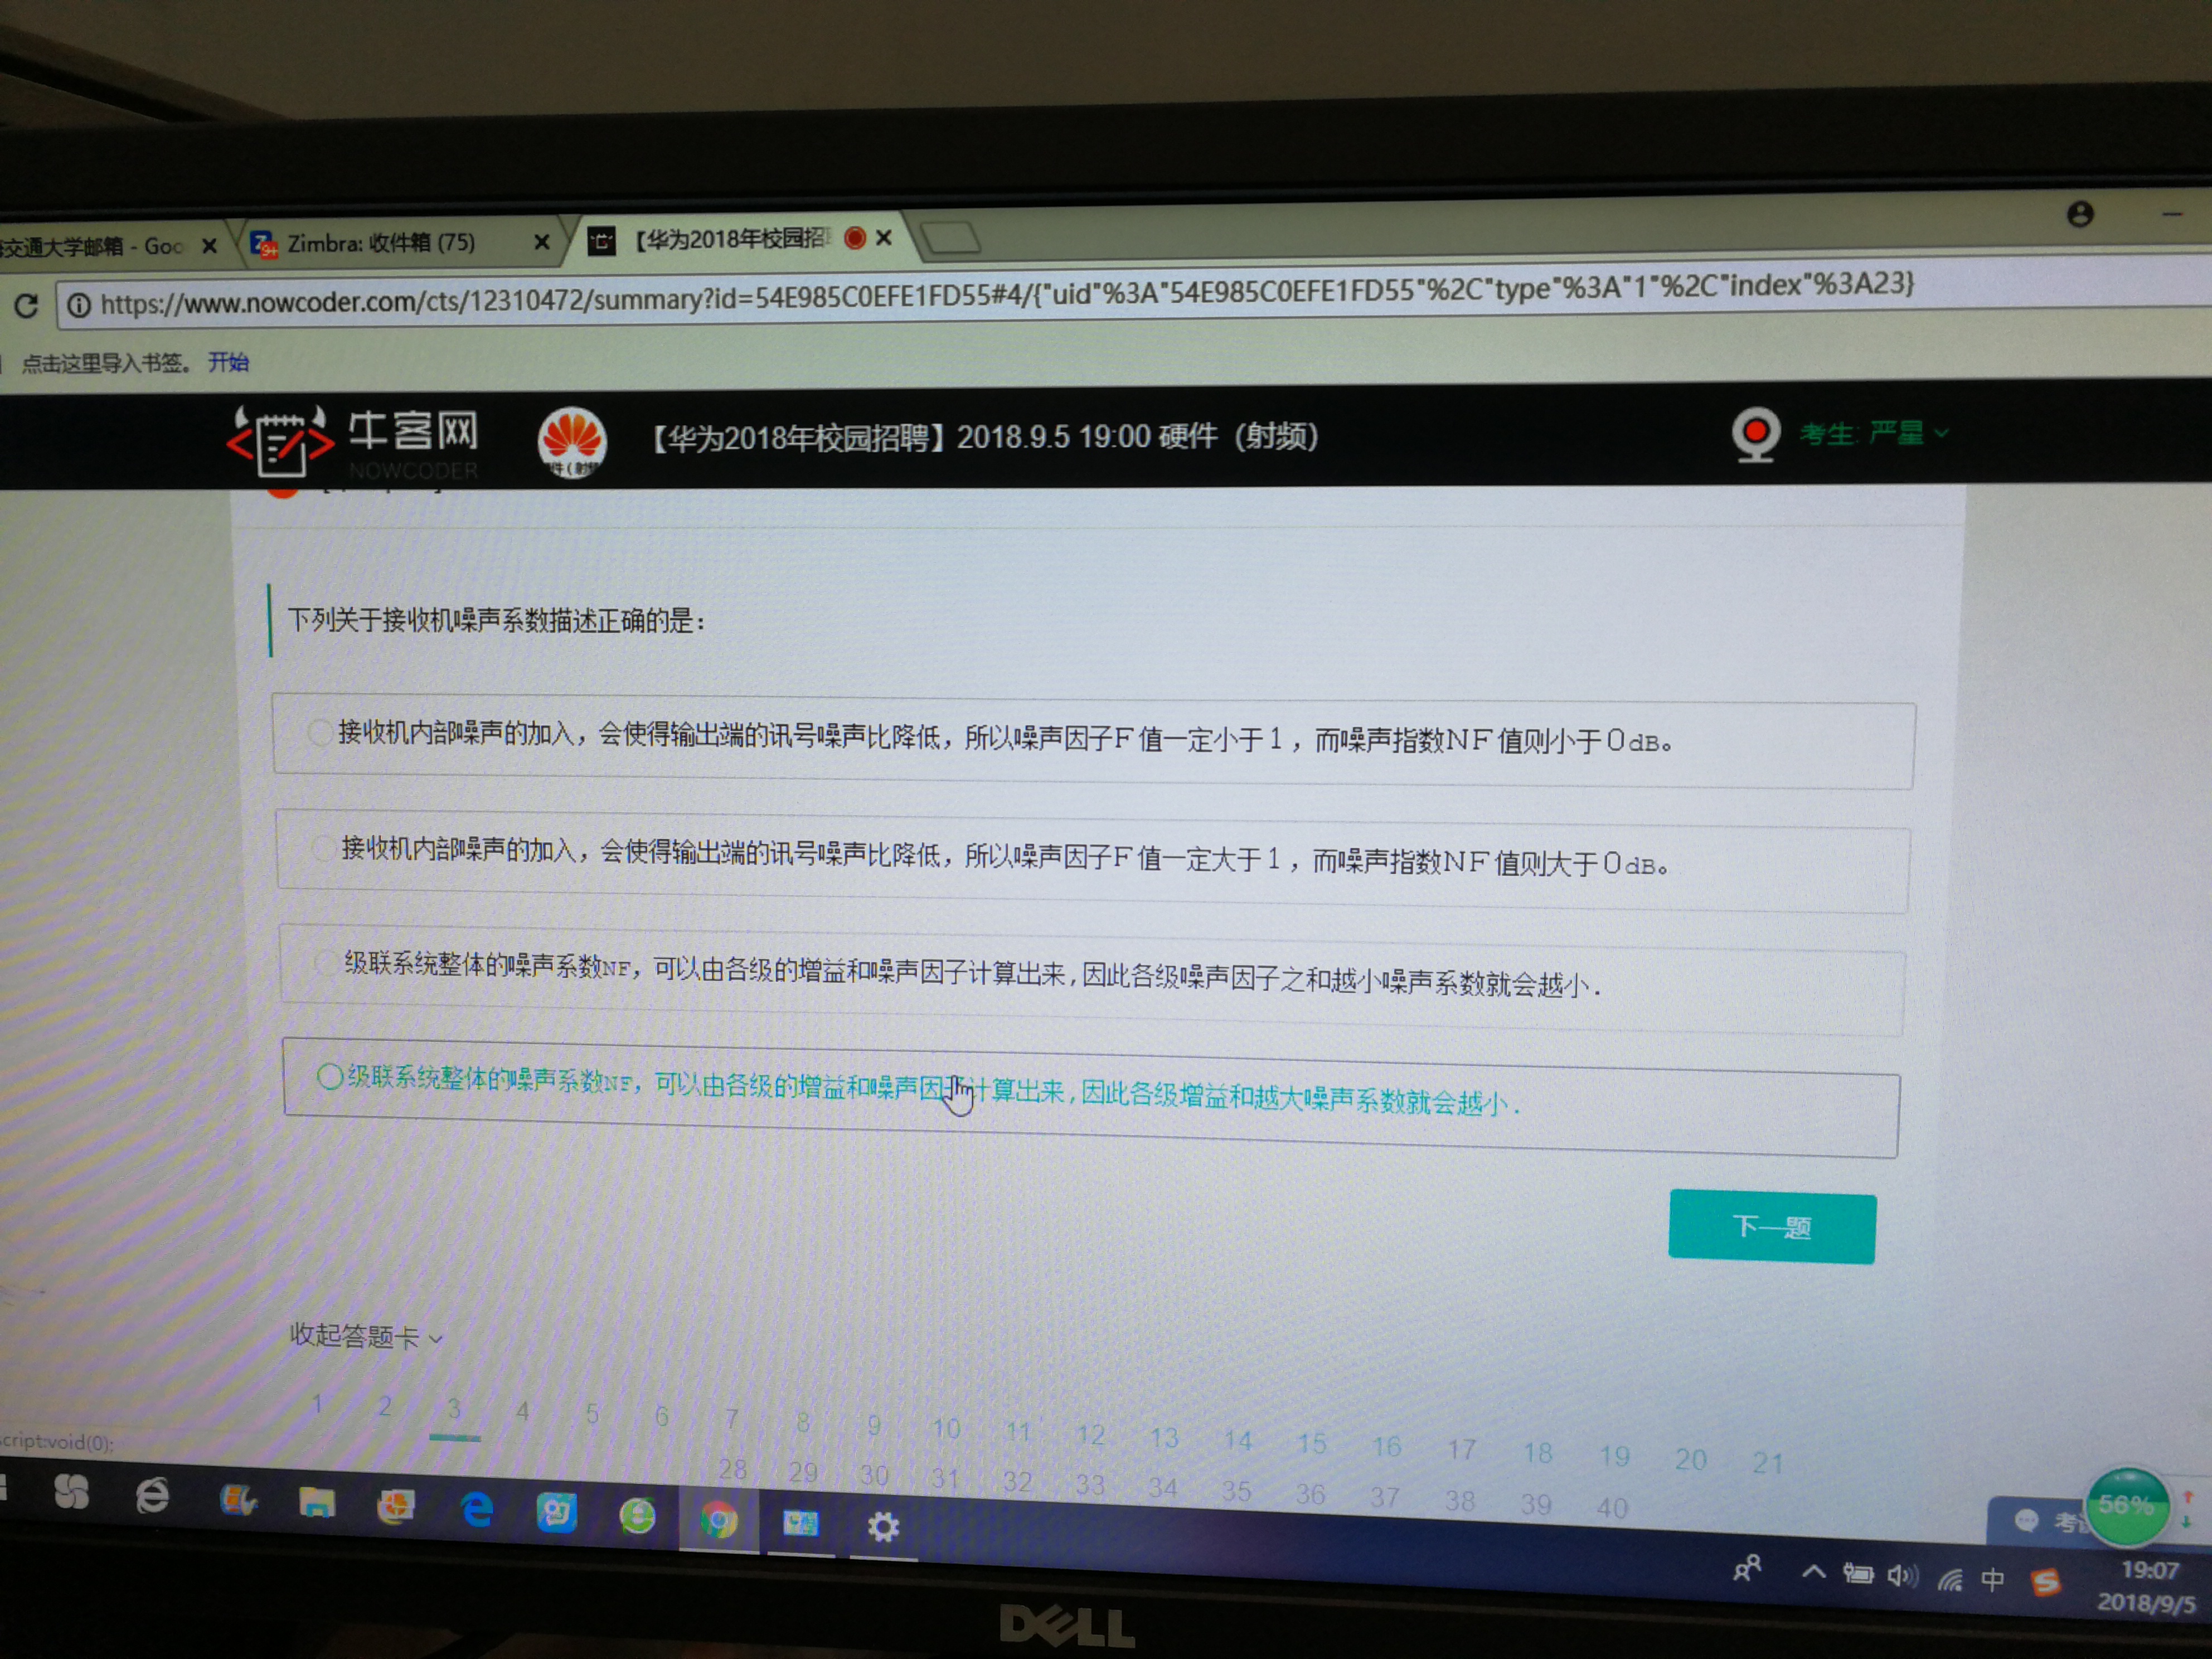 交通大学邮箱 - Goo
Zimbra: 收件箱 (75)
【华为2018年校园招
https://www.nowcoder.com/cts/12310472/summary?id=54E985C0EFE1FD55#4/{"uid"%3A"54E985C0EFE1FD55"%2C"type"%3A"1"%2C"index"%3A23}
点击这里导入书签。 开始
牛客网
NOWCODER
【华为2018年校园招聘】2018.9.5 19:00 硬件（射频）
考生: 严星
下列关于接收机噪声系数描述正确的是：
接收机内部噪声的加入，会使得输出端的讯号噪声比降低，所以噪声因子F值一定小于1，而噪声指数NF值则小于0dB。
接收机内部噪声的加入，会使得输出端的讯号噪声比降低，所以噪声因子F值一定大于1，而噪声指数NF值则大于0dB。
级联系统整体的噪声系数NF，可以由各级的增益和噪声因子计算出来,因此各级噪声因子之和越小噪声系数就会越小.
级联系统整体的噪声系数NF，可以由各级的增益和噪声因 计算出来,因此各级增益和越大噪声系数就会越小.
下一题
收起答题卡
1 2 3 4 5 6 7 8 9 10 11 12 13 14 15 16 17 18 19 20 21
28 29 30 31 32 33 34 35 36 37 38 39 40
cript:void(0);
考
56%
中
19:07
2018/9/5
DELL